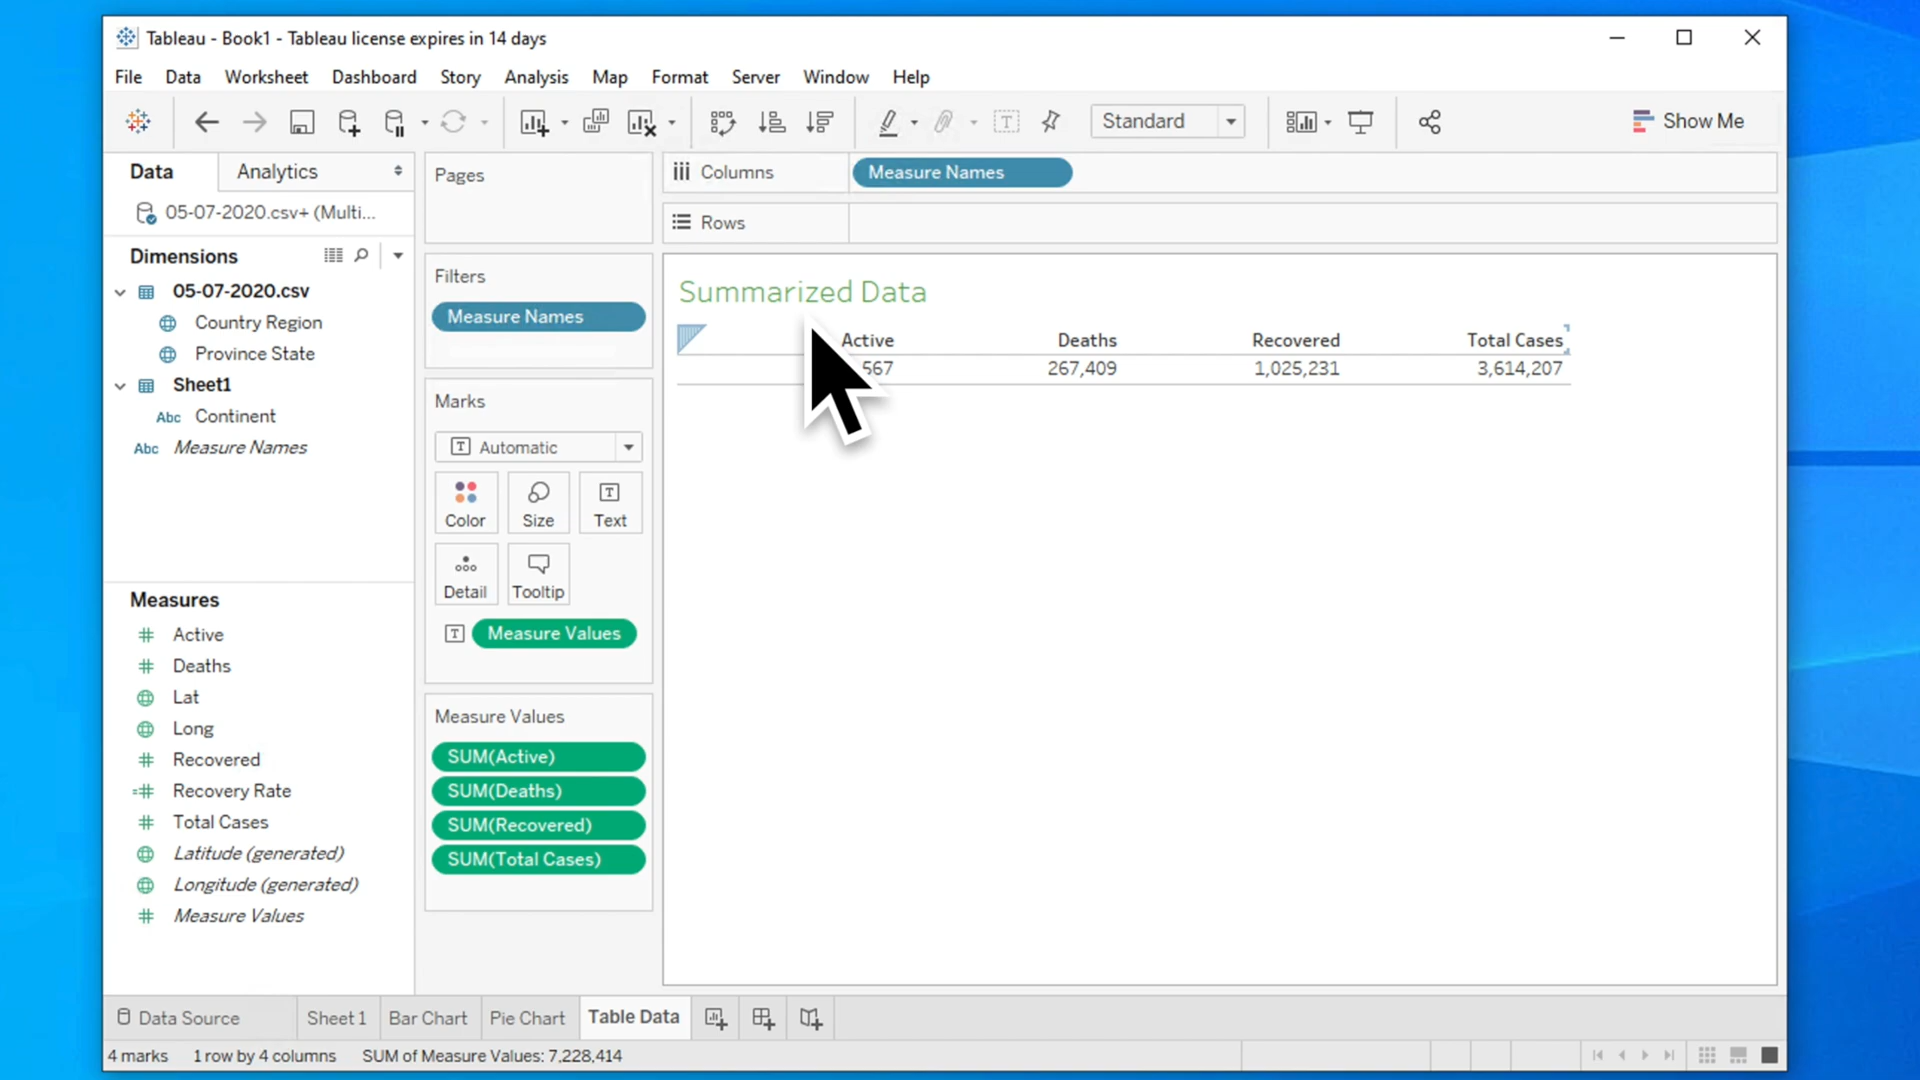 Tableau - Book1 - Tableau license expires in 14 days
File Data Worksheet Dashboard Story Analysis Map Format Server Window Help
Standard
Show Me
Data
Analytics
05-07-2020.csv+ (Multi...
Dimensions
05-07-2020.csv
Country Region
Province State
Sheet1
Abc Continent
Abc Measure Names
Measures
Active
Deaths
Lat
Long
Recovered
Recovery Rate
Total Cases
Latitude (generated)
Longitude (generated)
Measure Values
Pages
Filters
Measure Names
Marks
Automatic
Color Size Text
Detail Tooltip
Measure Values
Measure Values
SUM(Active)
SUM(Deaths)
SUM(Recovered)
SUM(Total Cases)
Columns Measure Names
Rows
Summarized Data
Active Deaths Recovered Total Cases
567 267,409 1,025,231 3,614,207
Data Source Sheet 1 Bar Chart Pie Chart Table Data
4 marks 1 row by 4 columns SUM of Measure Values: 7,228,414